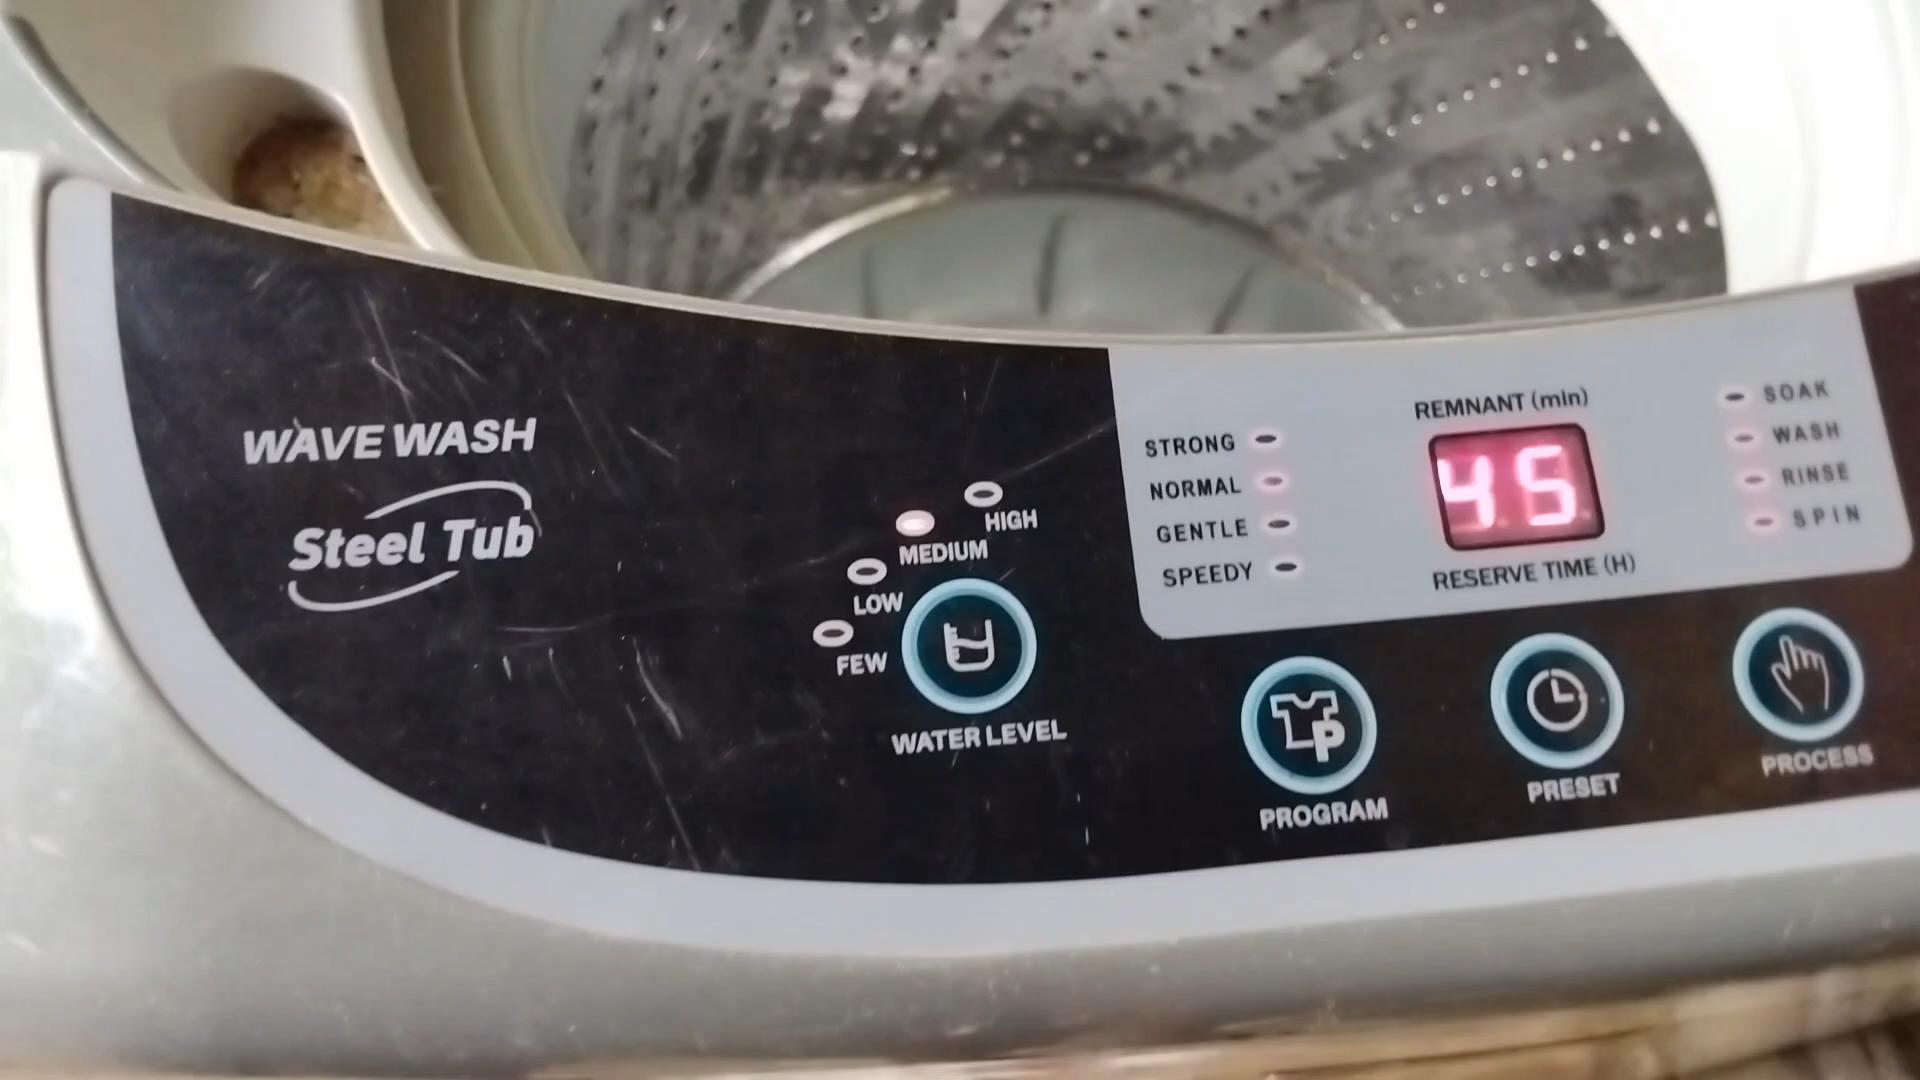 WAVE WASH
Steel Tub
HIGH
MEDIUM
LOW
FEW
WATER LEVEL
STRONG
NORMAL
GENTLE
SPEEDY
REMNANT (min)
45
RESERVE TIME (H)
SOAK
WASH
RINSE
SPIN
P
PROGRAM
PRESET
PROCESS